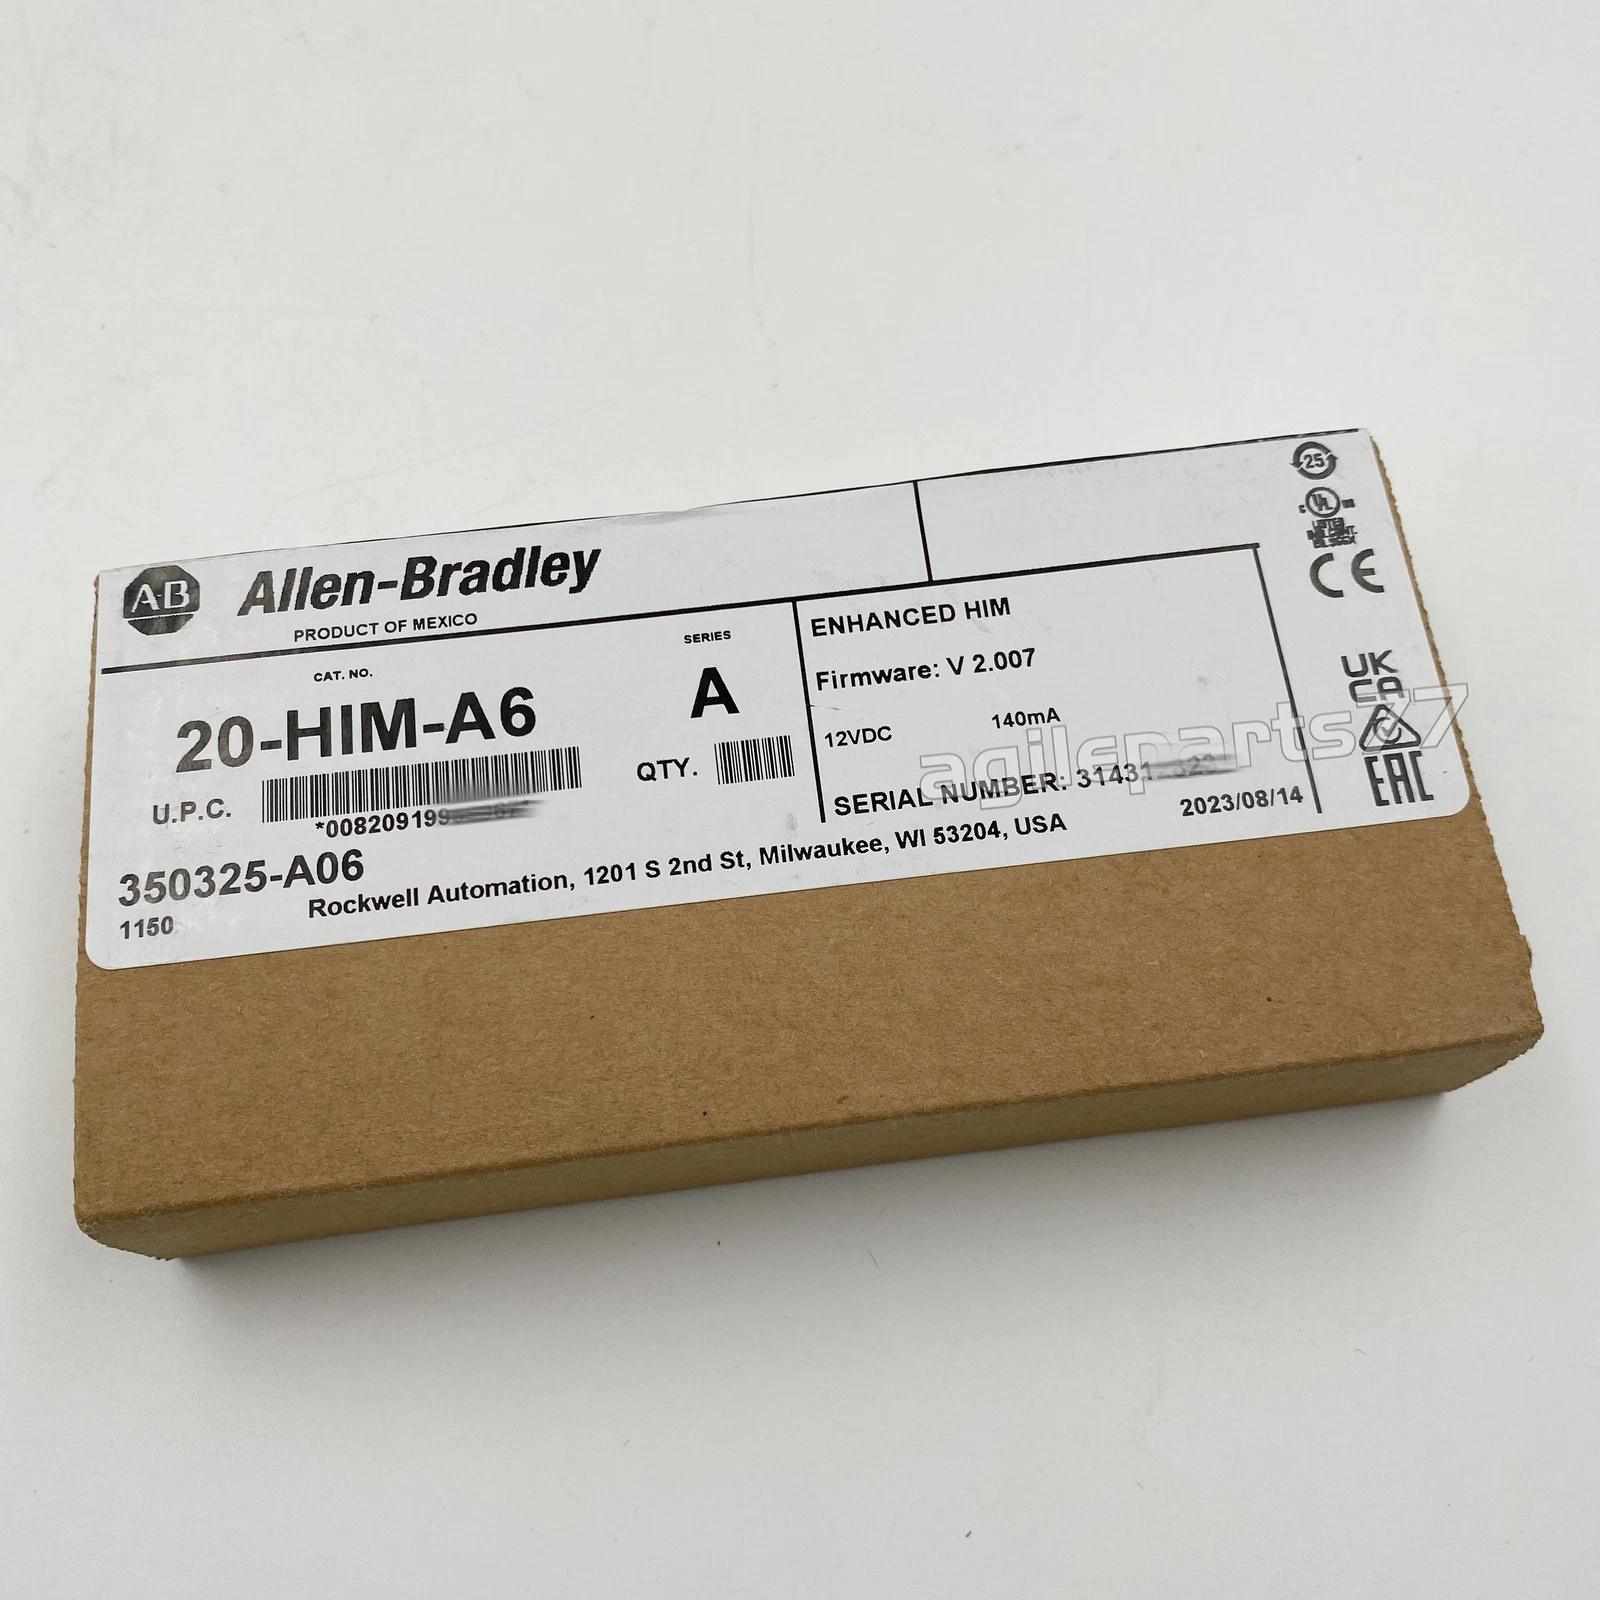 A-B Allen-Bradley
PRODUCT OF MEXICO
CAT. NO.
SERIES
20-HIM-A6
A
U.P.C.
QTY.
350325-A06
1150
Rockwell Automation, 1201 S 2nd St, Milwaukee, WI 53204, USA
ENHANCED HIM
Firmware: V 2.007
12VDC 140mA
SERIAL NUMBER:
2023/08/14
25
UL
CE
UK
CA
EAC
agileparts77